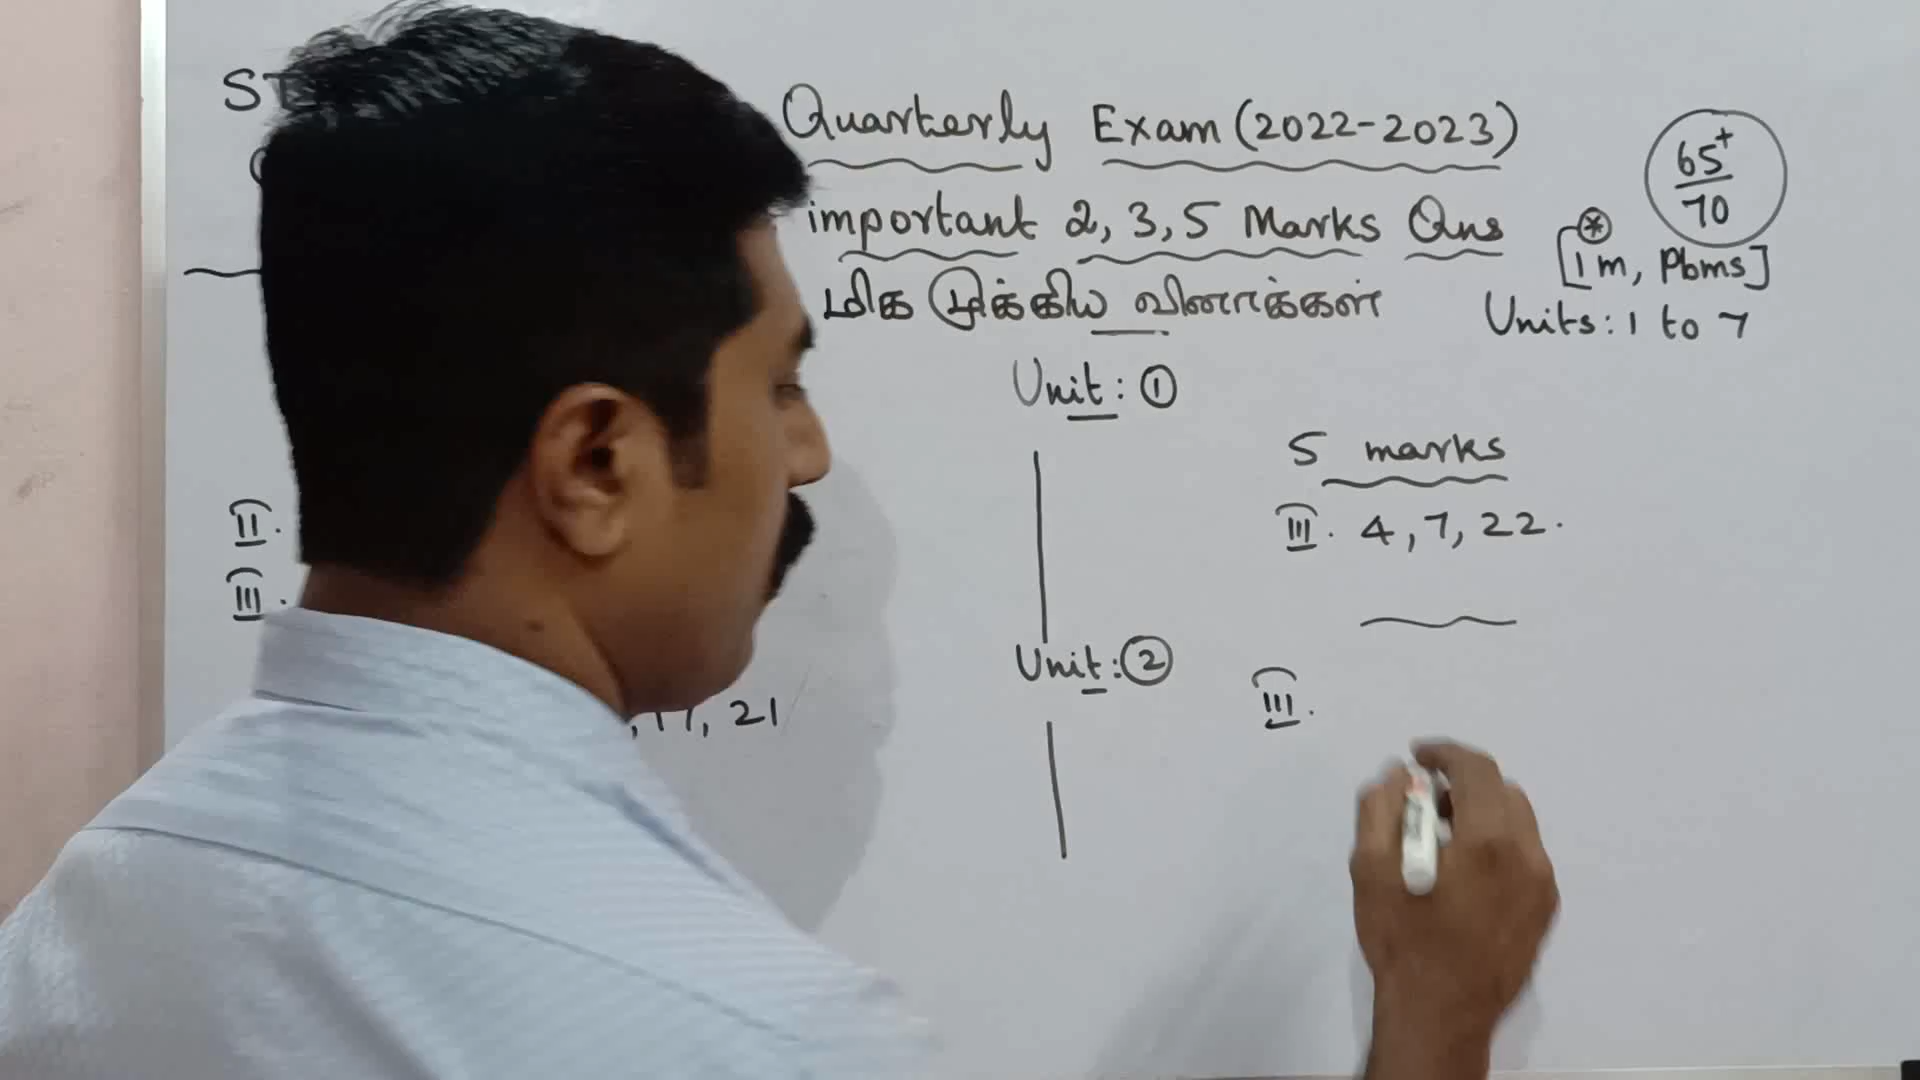 Quarterly Exam (2022-2023)
65+/70
important 2, 3, 5 Marks Qns
[1m, Pbms]
மிக முக்கிய வினாக்கள்
Units: 1 to 7
Unit: ①
5 marks
II.
III. 4, 7, 22.
III.
Unit: ②
III.
, 17, 21